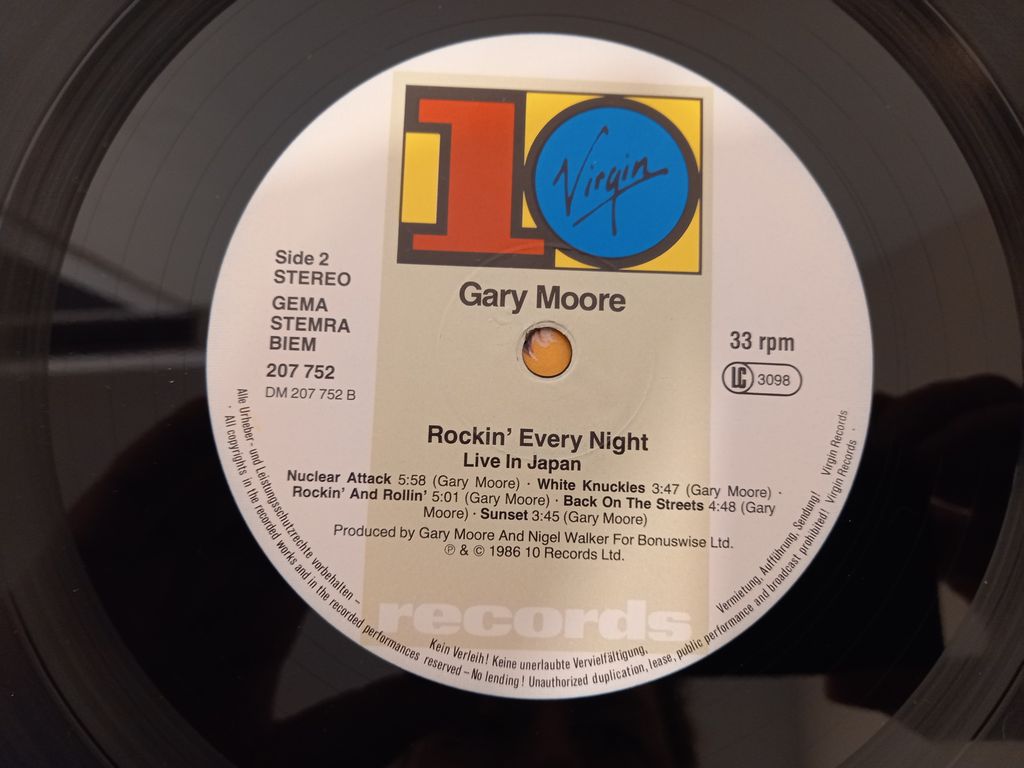 10
Virgin
Gary Moore
Side 2
STEREO
GEMA
STEMRA
BIEM
207 752
DM 207 752 B
33 rpm
LC 3098
Rockin' Every Night
Live In Japan
Nuclear Attack 5:58 (Gary Moore) · White Knuckles 3:47 (Gary Moore) ·
Rockin' And Rollin' 5:01 (Gary Moore) · Back On The Streets 4:48 (Gary
Moore) · Sunset 3:45 (Gary Moore)
Produced by Gary Moore And Nigel Walker For Bonuswise Ltd.
℗ & © 1986 10 Records Ltd.
records
Alle Urheber- und Leistungsschutzrechte vorbehalten – Kein Verleih! Keine unerlaubte Vervielfältigung, Vermietung, Aufführung, Sendung! Virgin Records
· All copyrights in the recorded works and in the recorded performances reserved – No lending! Unauthorized duplication, lease, public performance and broadcast prohibited! Virgin Records ·